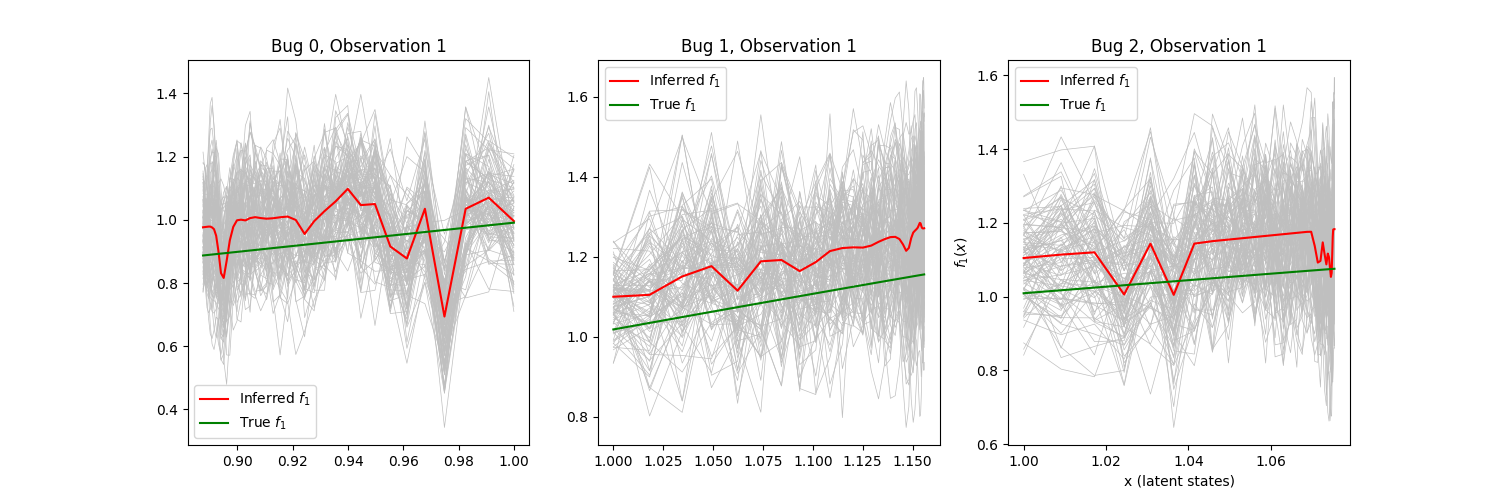 Bug 0, Observation 1
1.4
1.2
1.0
0.8
0.6
0.4
Inferred f₁
True f₁
0.90 0.92 0.94 0.96 0.98 1.00
Bug 1, Observation 1
Inferred f₁
True f₁
1.6
1.4
1.2
1.0
0.8
1.000 1.025 1.050 1.075 1.100 1.125 1.150
Bug 2, Observation 1
Inferred f₁
True f₁
1.6
1.4
1.2
1.0
0.8
0.6
f₁(x)
1.00 1.02 1.04 1.06
x (latent states)